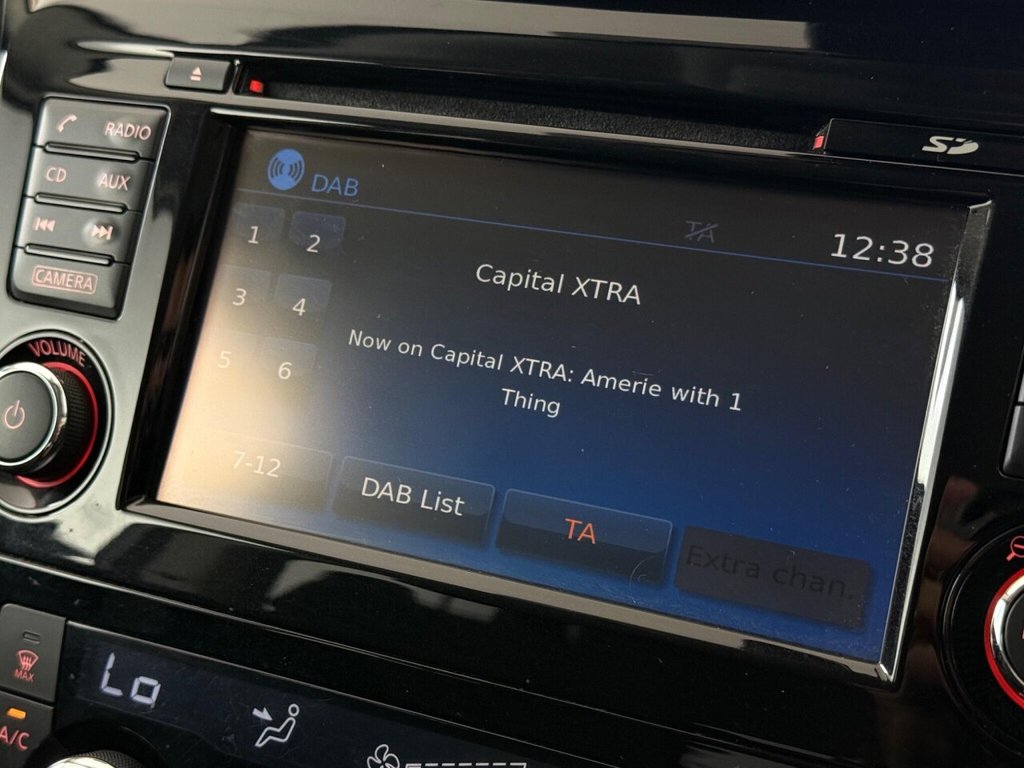 RADIO
CD AUX
CAMERA
VOLUME
SD
DAB
TA
12:38
1 2
3 4
5 6
7-12
Capital XTRA
Now on Capital XTRA: Amerie with 1
Thing
DAB List
TA
Extra chan.
MAX
A/C
Lo